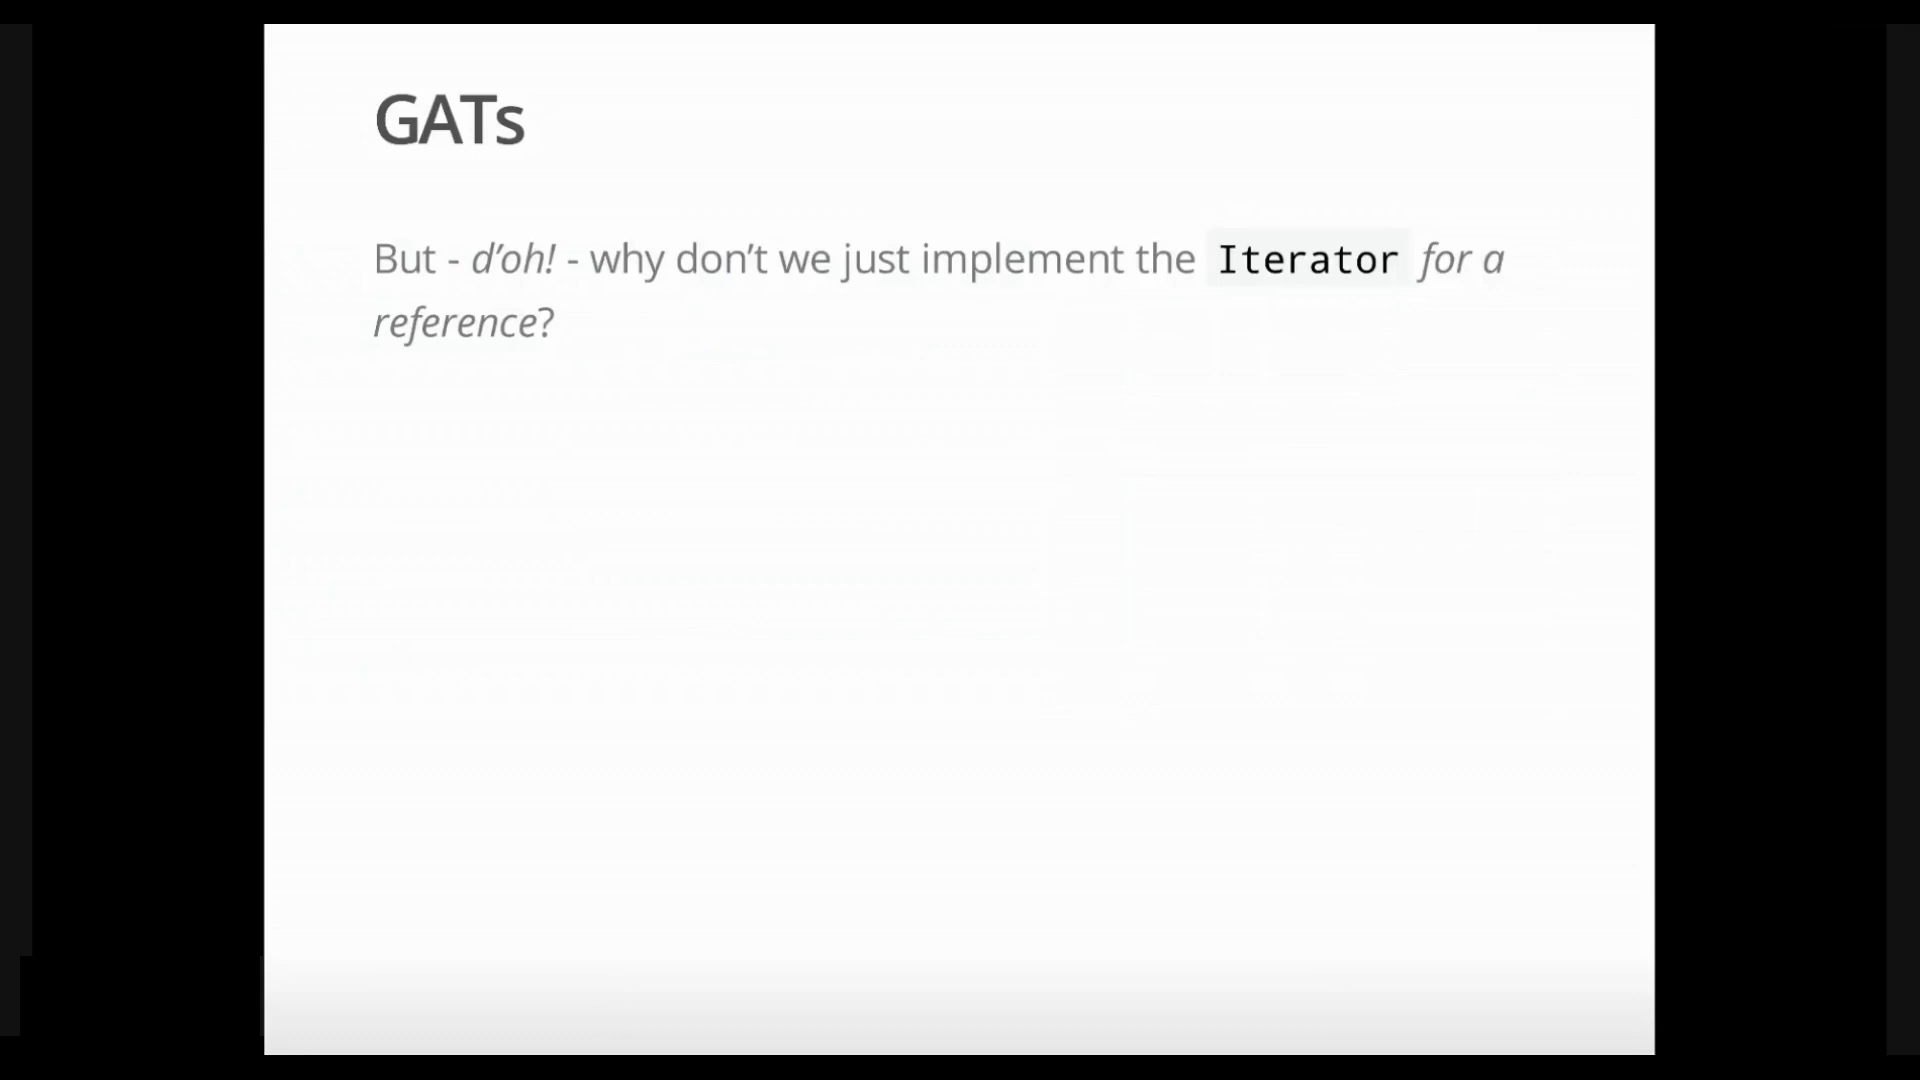 GATs
But - d’oh! - why don’t we just implement the Iterator for a
reference?